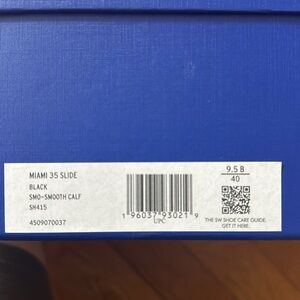 MIAMI 35 SLIDE
BLACK
SMO-SMOOTH CALF
SH415
4509070037
1 96037 93021 9
UPC
9.5 B
40
THE SW SHOE CARE GUIDE.
GET IT HERE.